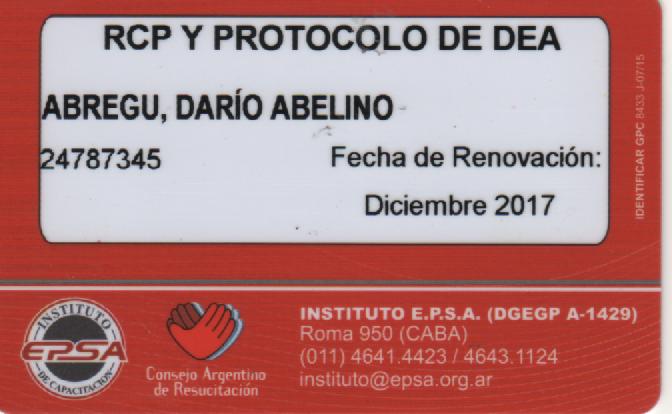 RCP Y PROTOCOLO DE DEA
ABREGU, DARÍO ABELINO
24787345
Fecha de Renovación:
Diciembre 2017
IDENTIFICAR GPC 8433 J-07/15
INSTITUTO
EPSA
DE CAPACITACIÓN
Consejo Argentino
de Resucitación
INSTITUTO E.P.S.A. (DGEGP A-1429)
Roma 950 (CABA)
(011) 4641.4423 / 4643.1124
instituto@epsa.org.ar